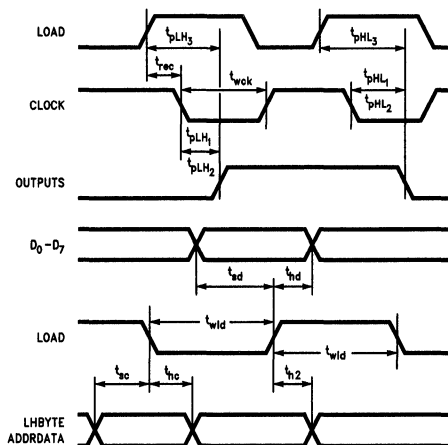 LOAD
tpLH3
tpHL3
trec
twck
tpHL1
CLOCK
tpHL2
tpLH1
tpLH2
OUTPUTS
D0-D7
tsd
thd
LOAD
twld
twld
tsc
thc
th2
LHBYTE
ADDRDATA